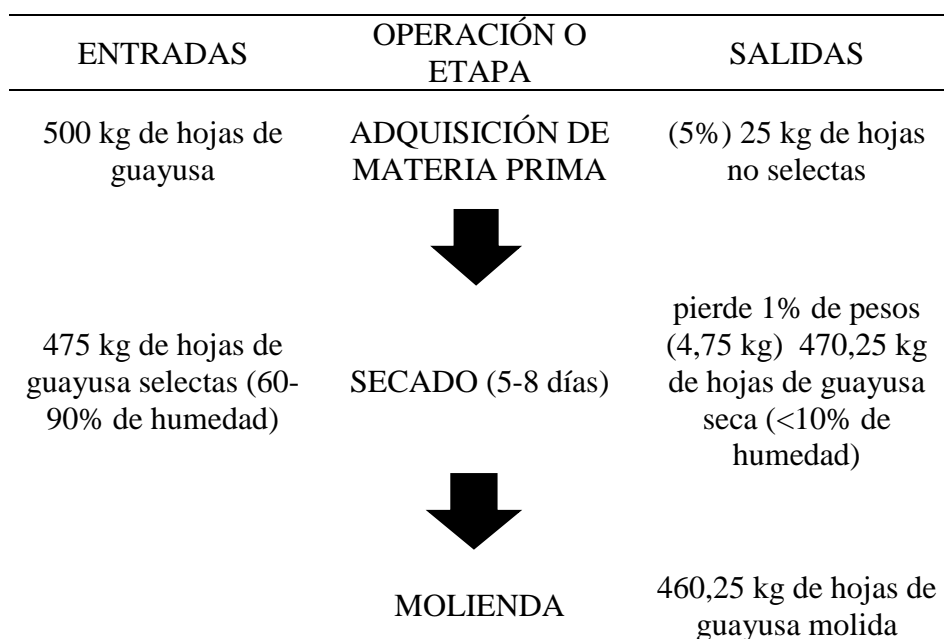 ENTRADAS
OPERACIÓN O
ETAPA
SALIDAS
500 kg de hojas de
guayusa
ADQUISICIÓN DE
MATERIA PRIMA
(5%) 25 kg de hojas
no selectas
475 kg de hojas de
guayusa selectas (60-
90% de humedad)
SECADO (5-8 días)
pierde 1% de pesos
(4,75 kg) 470,25 kg
de hojas de guayusa
seca (<10% de
humedad)
MOLIENDA
460,25 kg de hojas de
guayusa molida